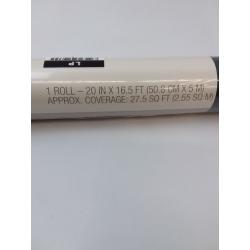 LP
1 ROLL – 20 IN X 16.5 FT (50.8 CM X 5 M)
APPROX. COVERAGE: 27.5 SQ FT (2.55 SQ M)